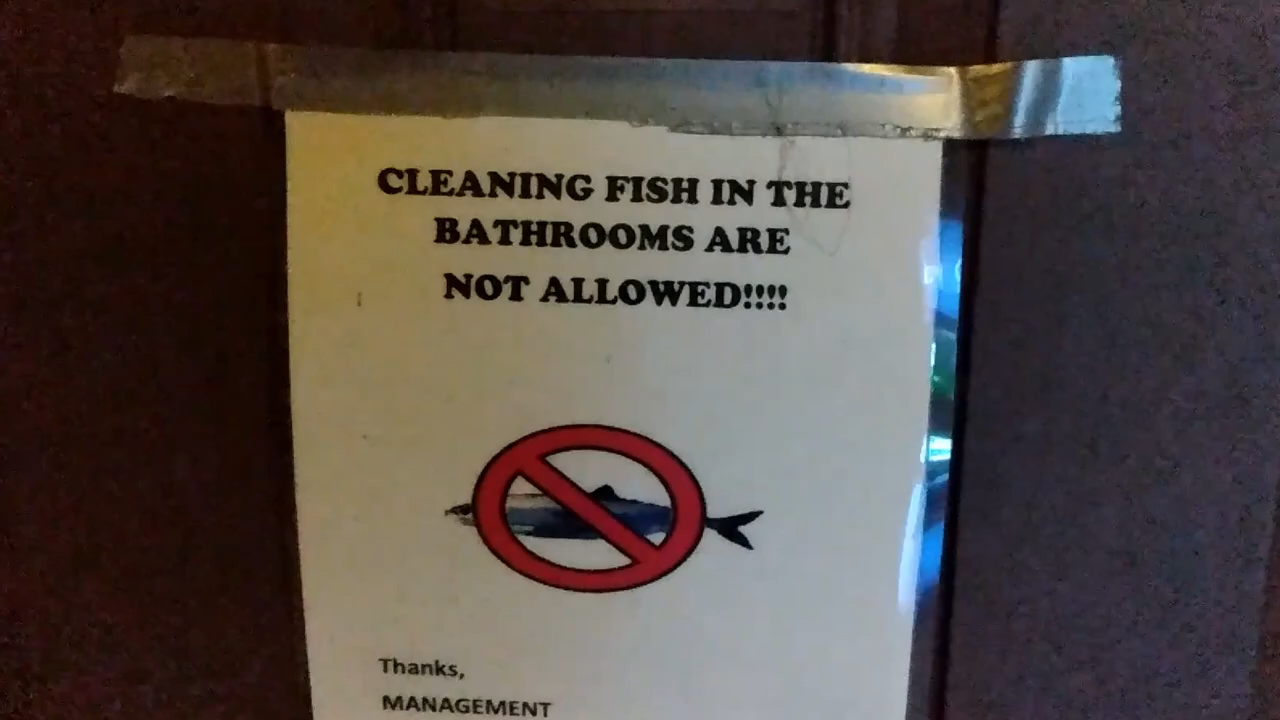 CLEANING FISH IN THE
BATHROOMS ARE
NOT ALLOWED!!!!
Thanks,
MANAGEMENT